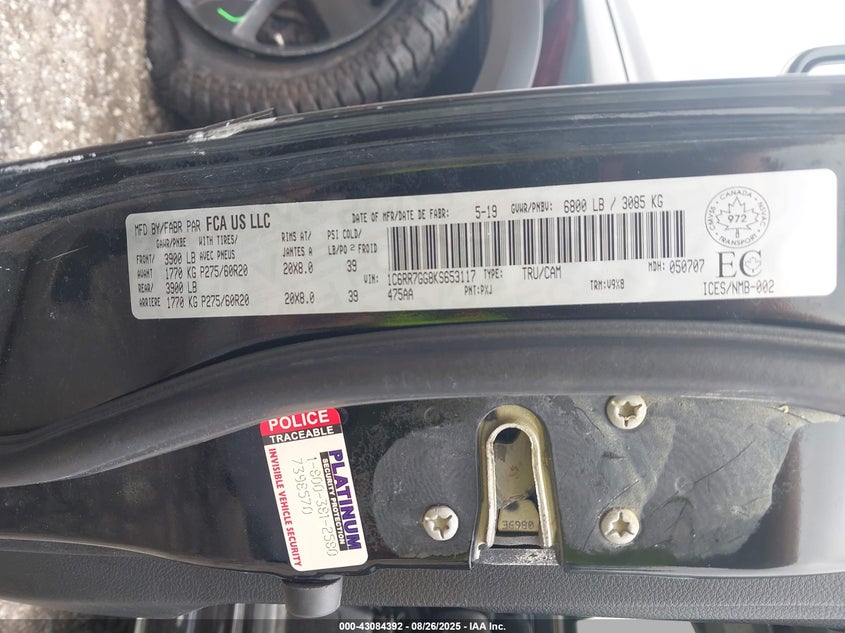 MFD BY/FABR PAR FCA US LLC
DATE OF MFR/DATE DE FABR: 5-19 GVWR/PNBV: 6800 LB / 3085 KG
GAWR/PNBE WITH TIRES/ RIMS AT/ PSI COLD/
FRONT/ 3900 LB AVEC PNEUS JANTES A LB/PO 2 FROID
AVANT 1770 KG P275/60R20 20X8.0 39
REAR/ 3900 LB
ARRIERE 1770 KG P275/60R20 20X8.0 39
VIN: 1C6RR7GG8KS653117 TYPE: TRU/CAM MDH: 050707
475AA PNT: PXJ TRM: V9X8
CANADA
CMVSS NSVAC
972
8
EC
ICES/NMB-002
POLICE
TRACEABLE
PLATINUM
SECURITY PROTECTION
1-800-381-2580
7398570
INVISIBLE VEHICLE SECURITY
36980
000-43084392 - 08/26/2025 - IAA, Inc.